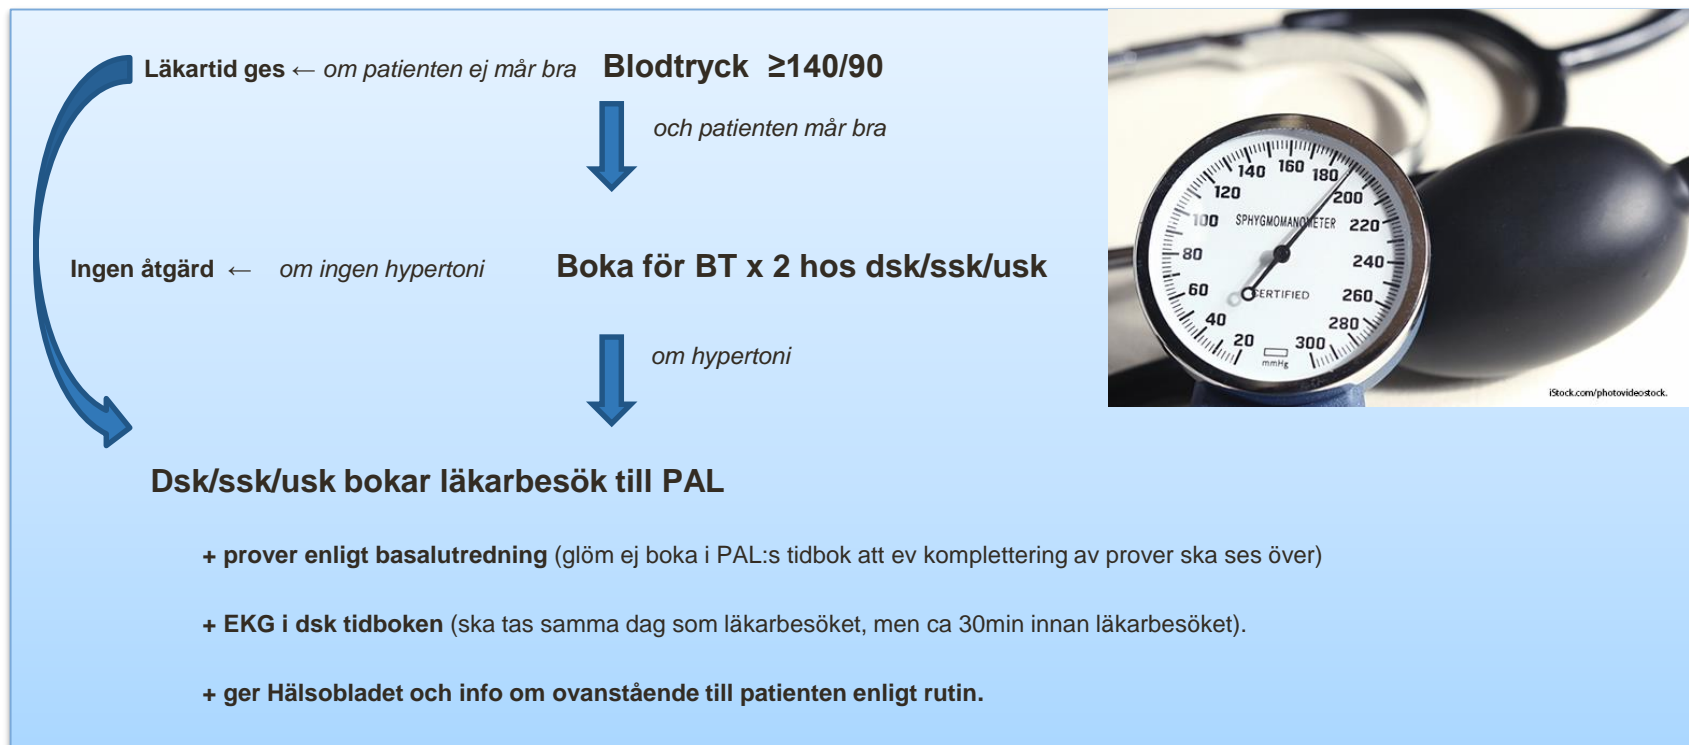 Läkartid ges ← om patienten ej mår bra Blodtryck ≥140/90
och patienten mår bra
Ingen åtgärd ← om ingen hypertoni Boka för BT x 2 hos dsk/ssk/usk
om hypertoni
Dsk/ssk/usk bokar läkarbesök till PAL
+ prover enligt basalutredning (glöm ej boka i PAL:s tidbok att ev komplettering av prover ska ses över)
+ EKG i dsk tidboken (ska tas samma dag som läkarbesöket, men ca 30min innan läkarbesöket).
+ ger Hälsobladet och info om ovanstående till patienten enligt rutin.
20
40
60
80
100
120
140
160
180
200
220
240
260
280
300
SPHYGMOMANOMETER
CERTIFIED
mmHg
iStock.com/photovideostock.